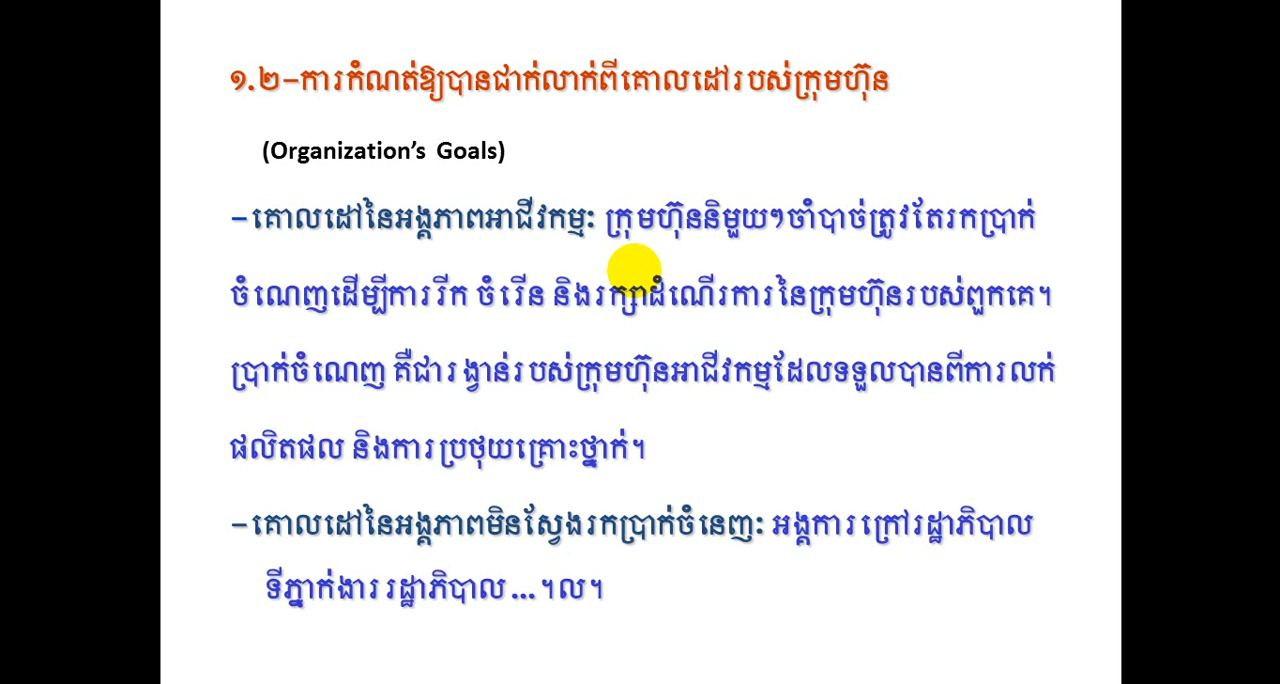 ១.២–ការកំណត់ឱ្យបានជាក់លាក់ពីគោលដៅរបស់ក្រុមហ៊ុន
(Organization’s Goals)
–គោលដៅនៃអង្គភាពអាជីវកម្ម: ក្រុមហ៊ុននិមួយៗចាំបាច់ត្រូវតែរកប្រាក់
ចំណេញដើម្បីការរីក ចំរើន និងរក្សាដំណើរការនៃក្រុមហ៊ុនរបស់ពួកគេ។
ប្រាក់ចំណេញ គឺជារង្វាន់របស់ក្រុមហ៊ុនអាជីវកម្មដែលទទួលបានពីការលក់
ផលិតផល និងការប្រថុយគ្រោះថ្នាក់។
–គោលដៅនៃអង្គភាពមិនស្វែងរកប្រាក់ចំនេញ: អង្គការក្រៅរដ្ឋាភិបាល
ទីភ្នាក់ងាររដ្ឋាភិបាល ...។ល។